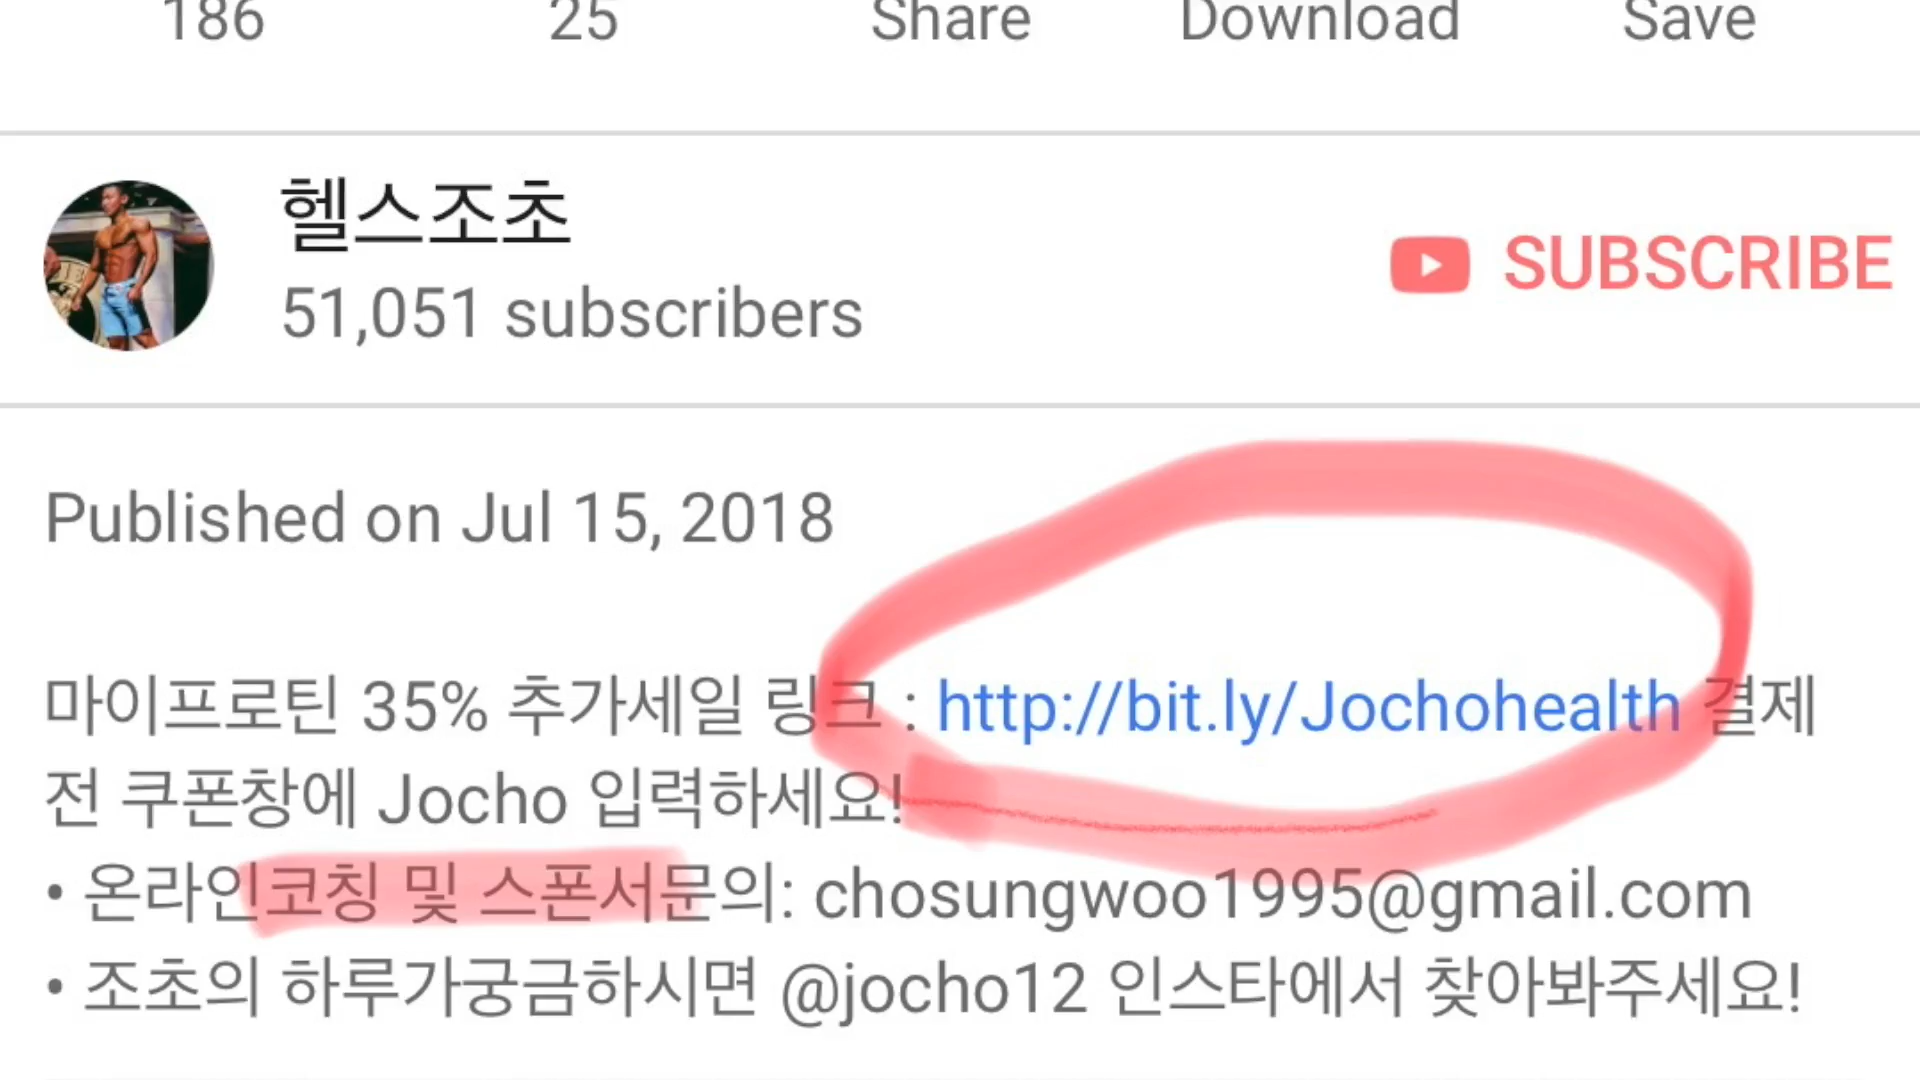 186 25 Share Download Save
헬스조초
51,051 subscribers
SUBSCRIBE
Published on Jul 15, 2018
마이프로틴 35% 추가세일 링크 : http://bit.ly/Jochohealth 결제
전 쿠폰창에 Jocho 입력하세요!
• 온라인코칭 및 스폰서문의: chosungwoo1995@gmail.com
• 조초의 하루가궁금하시면 @jocho12 인스타에서 찾아봐주세요!